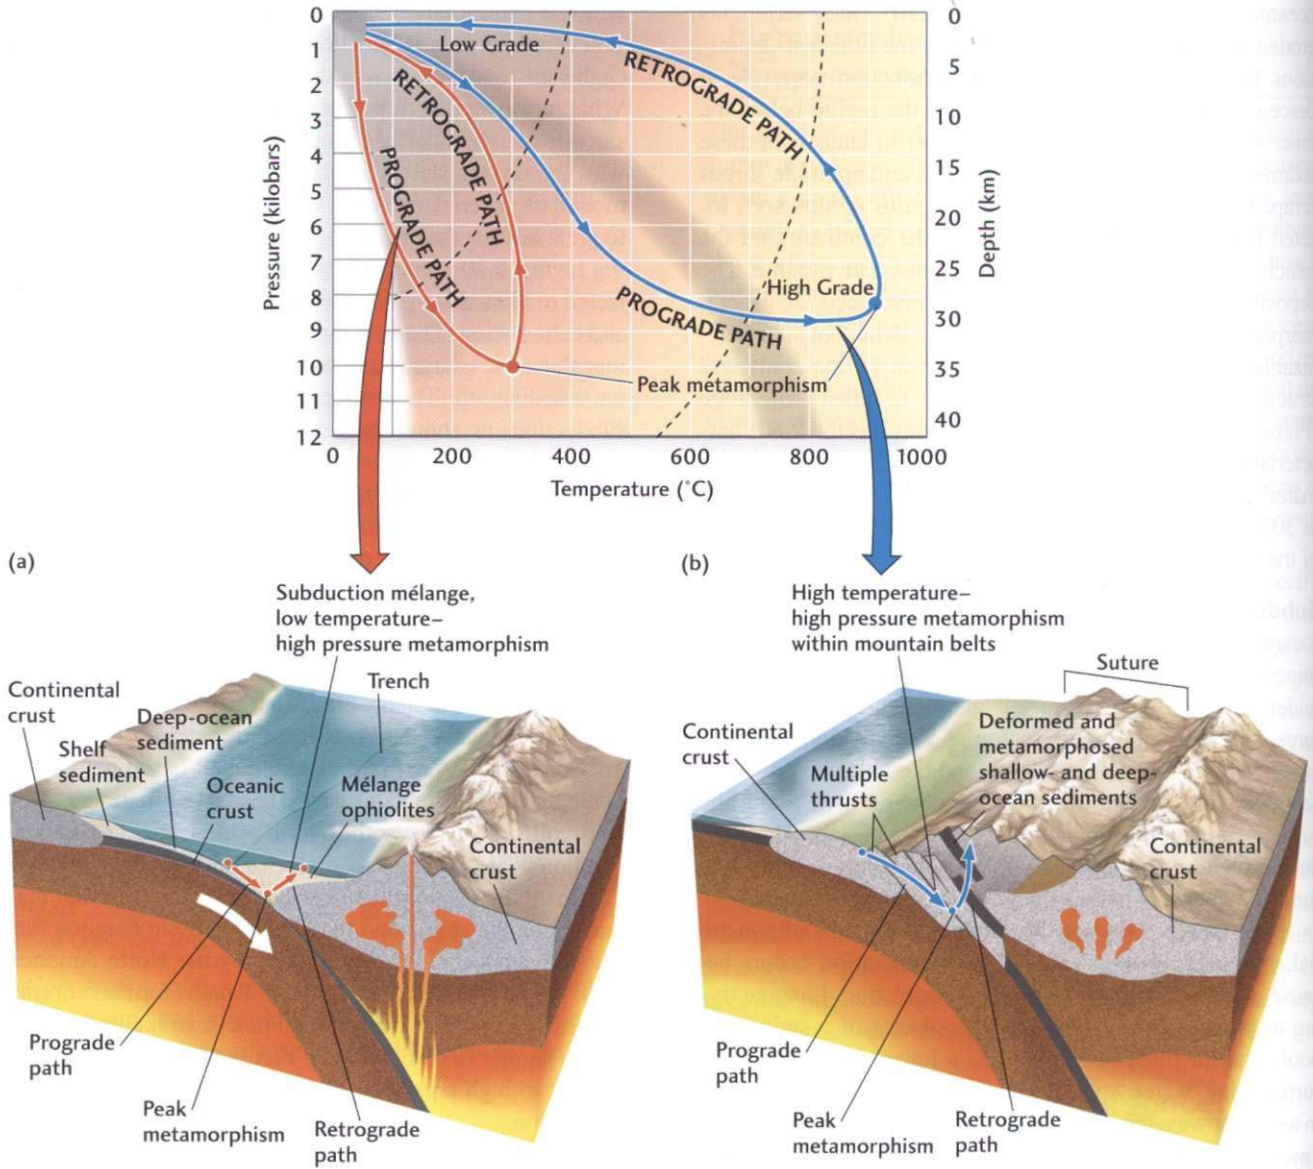 0
1
2
3
4
5
6
7
8
9
10
11
12
Pressure (kilobars)
0
5
10
15
20
25
30
35
40
Depth (km)
0
200
400
600
800
1000
Temperature (˚C)
Low Grade
RETROGRADE PATH
RETROGRADE PATH
PROGRADE PATH
PROGRADE PATH
High Grade
Peak metamorphism
(a)
Subduction mélange,
low temperature–
high pressure metamorphism
Trench
Continental
crust
Deep-ocean
sediment
Shelf
sediment
Oceanic
crust
Mélange
ophiolites
Continental
crust
Prograde
path
Peak
metamorphism
Retrograde
path
(b)
High temperature–
high pressure metamorphism
within mountain belts
Suture
Continental
crust
Deformed and
metamorphosed
shallow- and deep-
ocean sediments
Multiple
thrusts
Continental
crust
Prograde
path
Peak
metamorphism
Retrograde
path